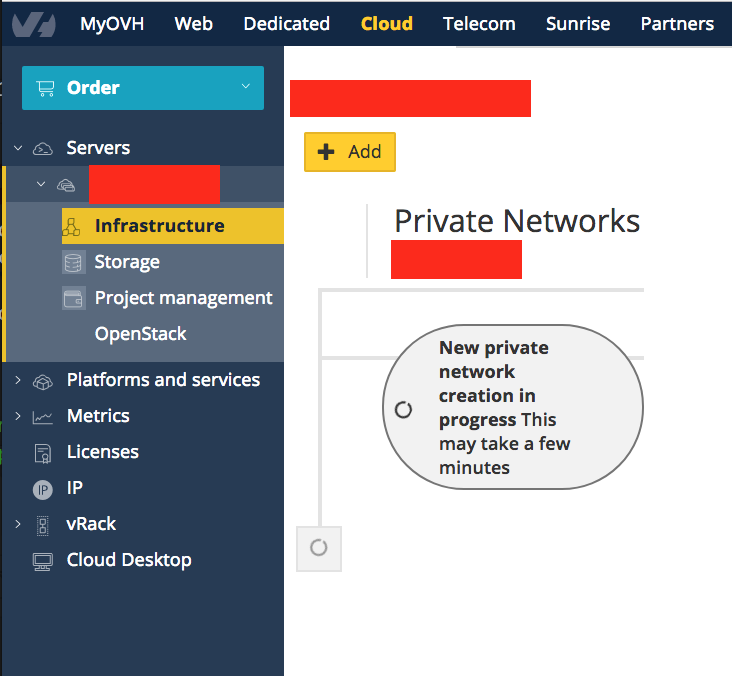 MyOVH Web Dedicated Cloud Telecom Sunrise Partners
Order
Servers
Infrastructure
Storage
Project management
OpenStack
Platforms and services
Metrics
Licenses
IP
IP
vRack
Cloud Desktop
Add
Private Networks
New private
network
creation in
progress This
may take a few
minutes